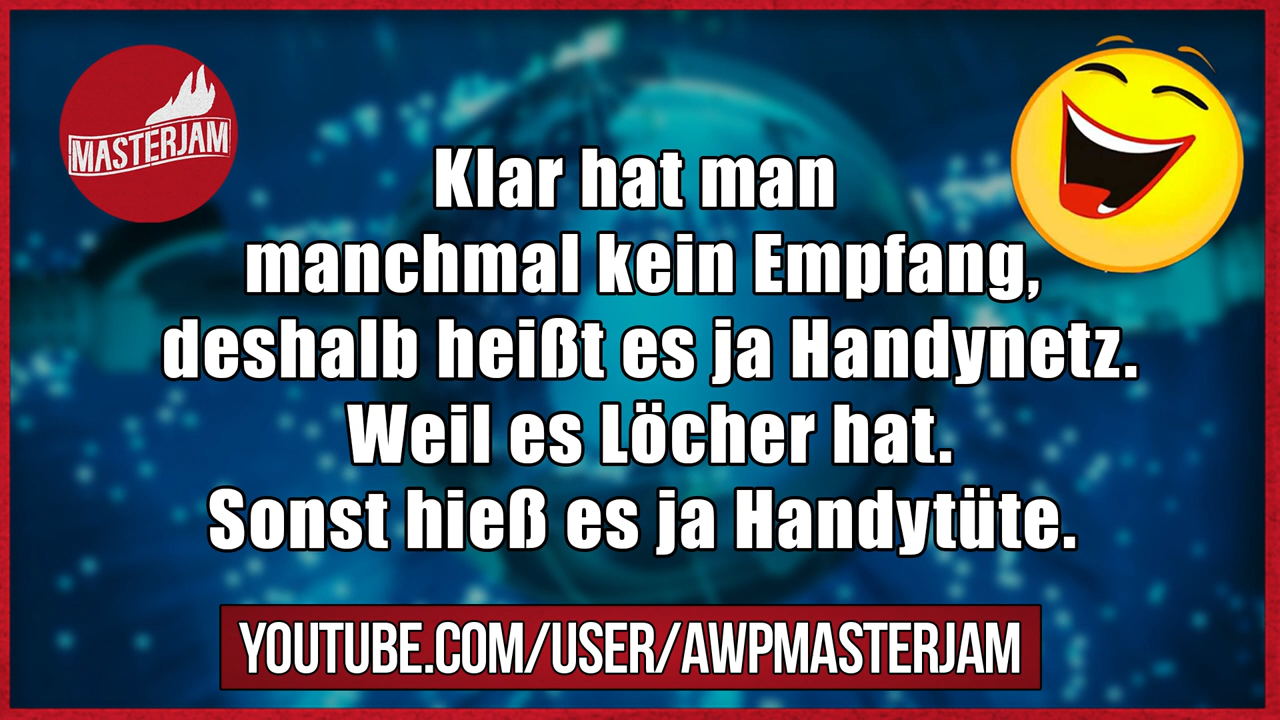 MASTERJAM
Klar hat man
manchmal kein Empfang,
deshalb heißt es ja Handynetz.
Weil es Löcher hat.
Sonst hieß es ja Handytüte.
YOUTUBE.COM/USER/AWPMASTERJAM